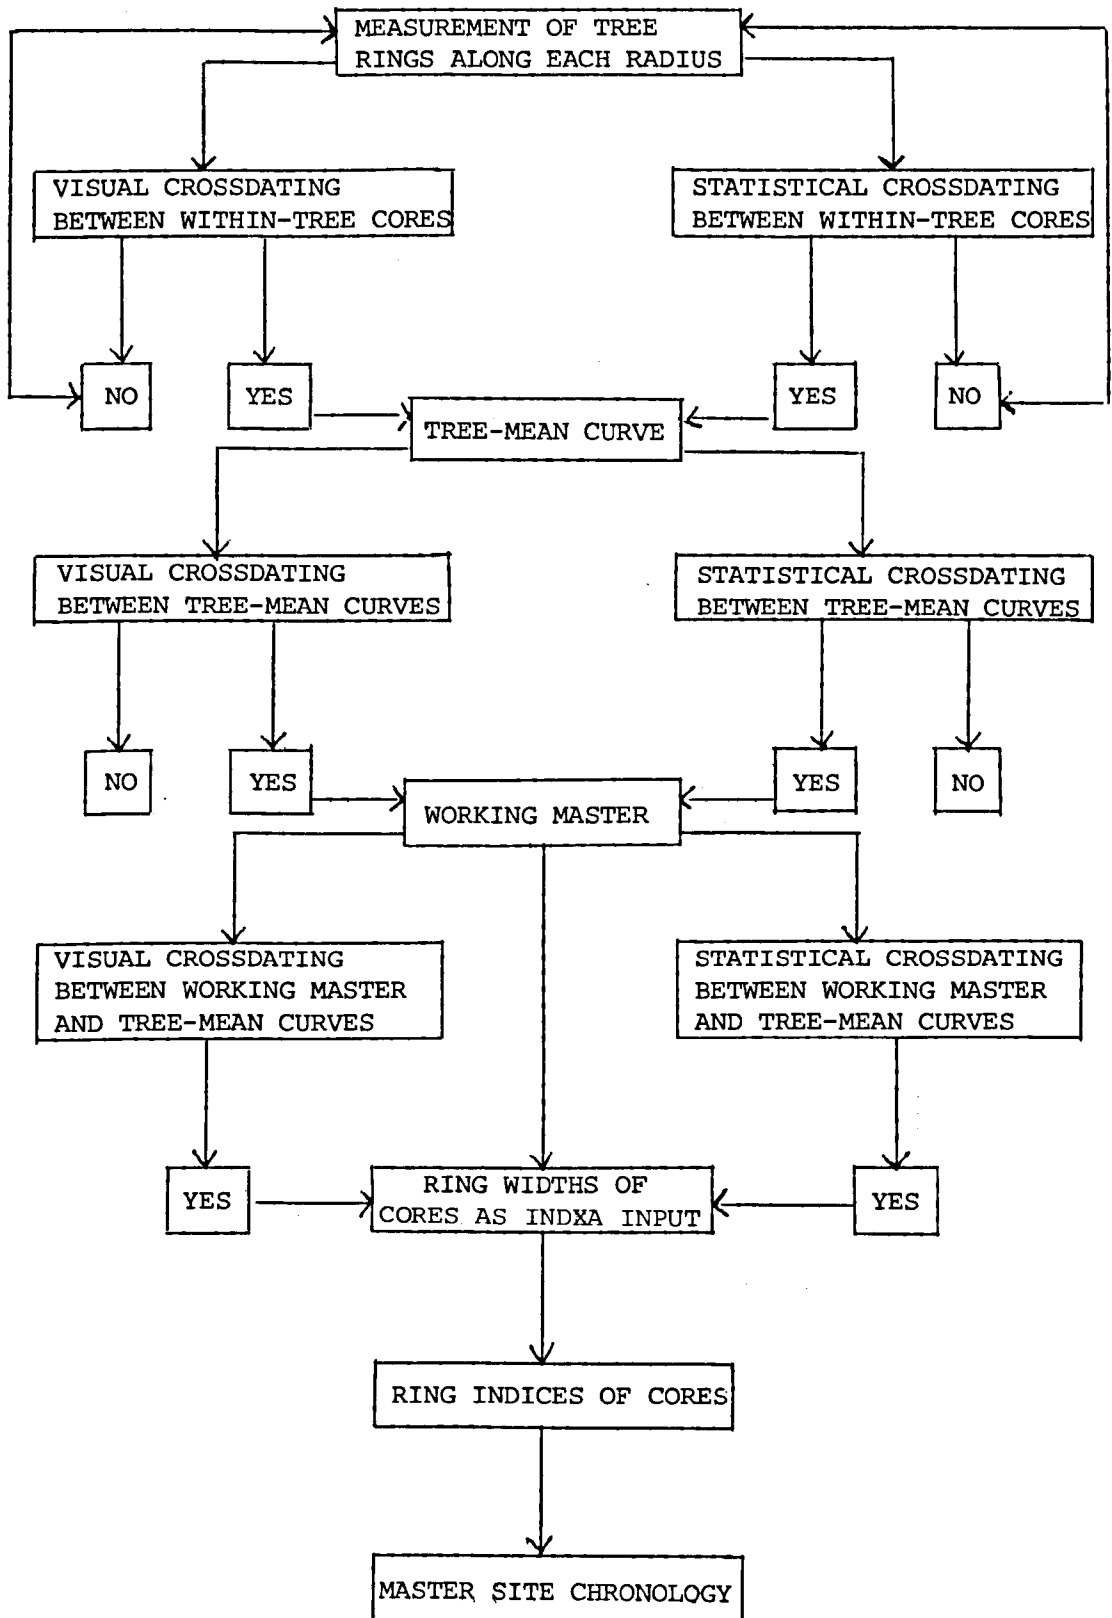 MEASUREMENT OF TREE
RINGS ALONG EACH RADIUS
VISUAL CROSSDATING
BETWEEN WITHIN-TREE CORES
STATISTICAL CROSSDATING
BETWEEN WITHIN-TREE CORES
NO
YES
YES
NO
TREE-MEAN CURVE
VISUAL CROSSDATING
BETWEEN TREE-MEAN CURVES
STATISTICAL CROSSDATING
BETWEEN TREE-MEAN CURVES
NO
YES
YES
NO
WORKING MASTER
VISUAL CROSSDATING
BETWEEN WORKING MASTER
AND TREE-MEAN CURVES
STATISTICAL CROSSDATING
BETWEEN WORKING MASTER
AND TREE-MEAN CURVES
YES
RING WIDTHS OF
CORES AS INDXA INPUT
YES
RING INDICES OF CORES
MASTER SITE CHRONOLOGY